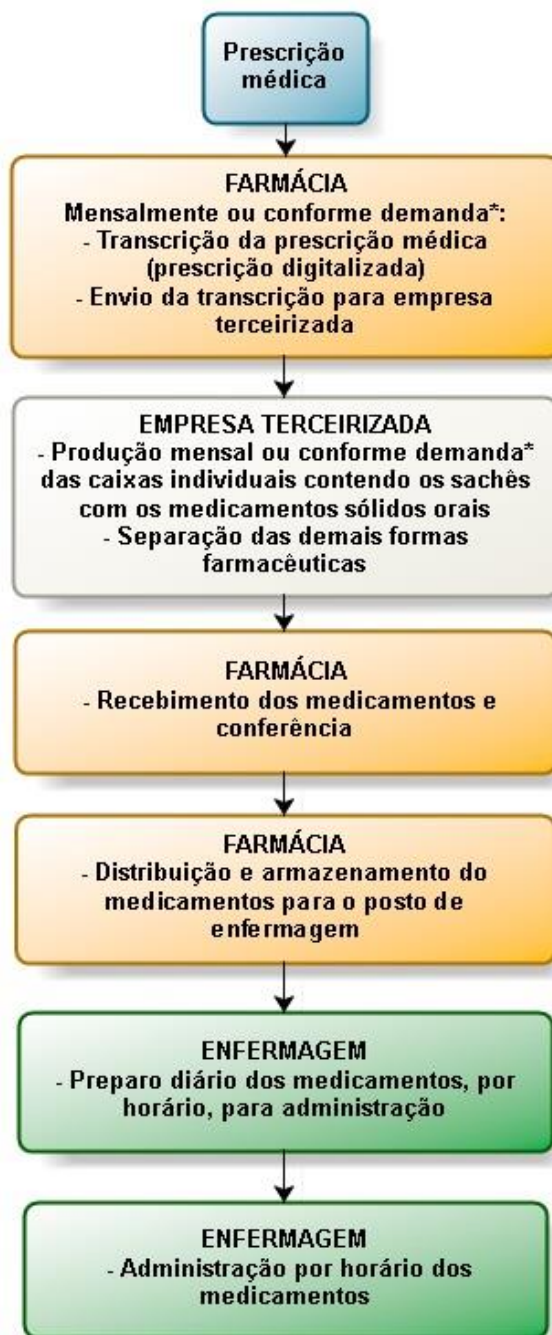 Prescrição
médica
FARMÁCIA
Mensalmente ou conforme demanda*:
- Transcrição da prescrição médica
(prescrição digitalizada)
- Envio da transcrição para empresa
terceirizada
EMPRESA TERCEIRIZADA
- Produção mensal ou conforme demanda*
das caixas individuais contendo os sachês
com os medicamentos sólidos orais
- Separação das demais formas
farmacêuticas
FARMÁCIA
- Recebimento dos medicamentos e
conferência
FARMÁCIA
- Distribuição e armazenamento do
medicamentos para o posto de
enfermagem
ENFERMAGEM
- Preparo diário dos medicamentos, por
horário, para administração
ENFERMAGEM
- Administração por horário dos
medicamentos